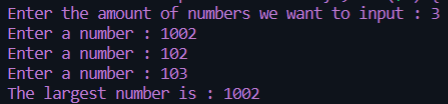 Enter the amount of numbers we want to input : 3
Enter a number : 1002
Enter a number : 102
Enter a number : 103
The largest number is : 1002